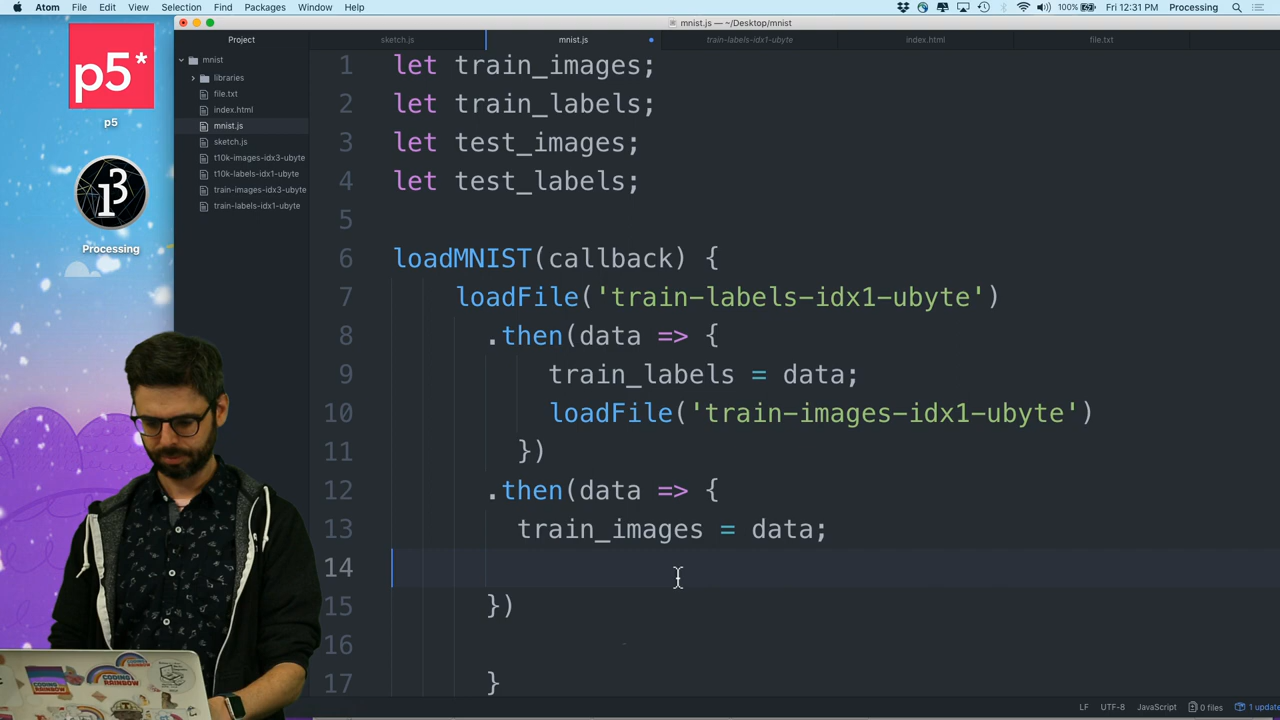 Atom File Edit View Selection Find Packages Window Help 100% Fri 12:31 PM Processing
mnist.js — ~/Desktop/mnist
Project sketch.js mnist.js train-labels-idx1-ubyte index.html file.txt
p5*
p5
Processing
mnist
libraries
file.txt
index.html
mnist.js
sketch.js
t10k-images-idx3-ubyte
t10k-labels-idx1-ubyte
train-images-idx3-ubyte
train-labels-idx1-ubyte
1 let train_images;
2 let train_labels;
3 let test_images;
4 let test_labels;
5
6 loadMNIST(callback) {
7 loadFile('train-labels-idx1-ubyte')
8 .then(data => {
9 train_labels = data;
10 loadFile('train-images-idx1-ubyte')
11 })
12 .then(data => {
13 train_images = data;
14
15 })
16
17 }
LF UTF-8 JavaScript 0 files 1 update
CODING RAINBOW